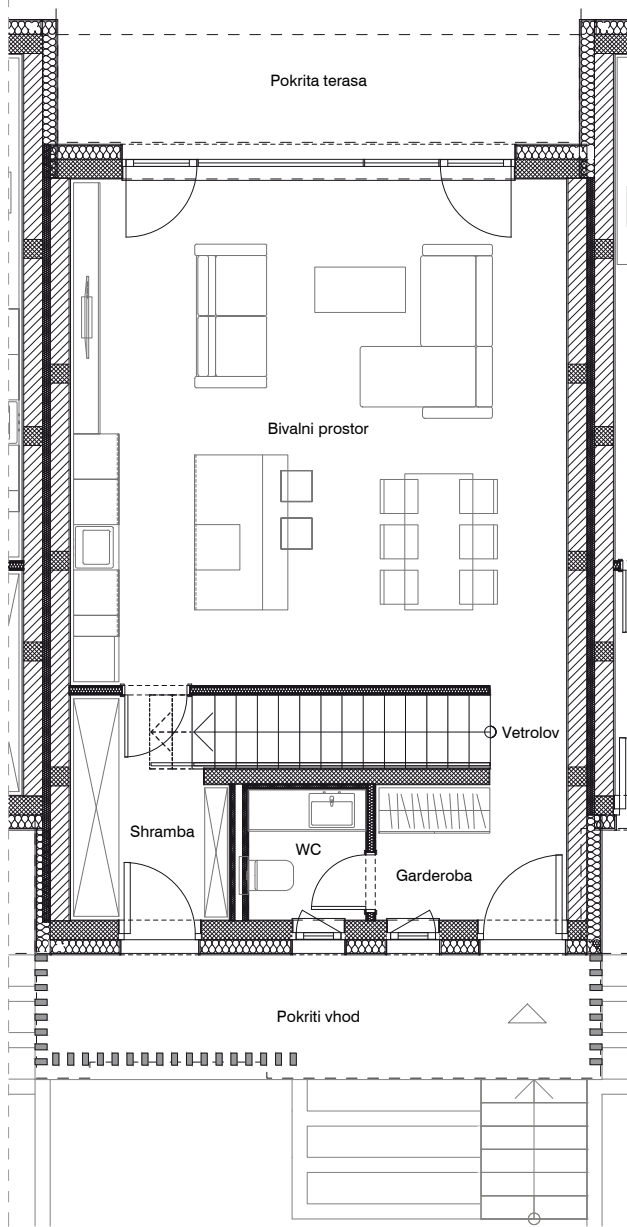 Pokrita terasa
Bivalni prostor
Vetrolov
Shramba
WC
Garderoba
Pokriti vhod